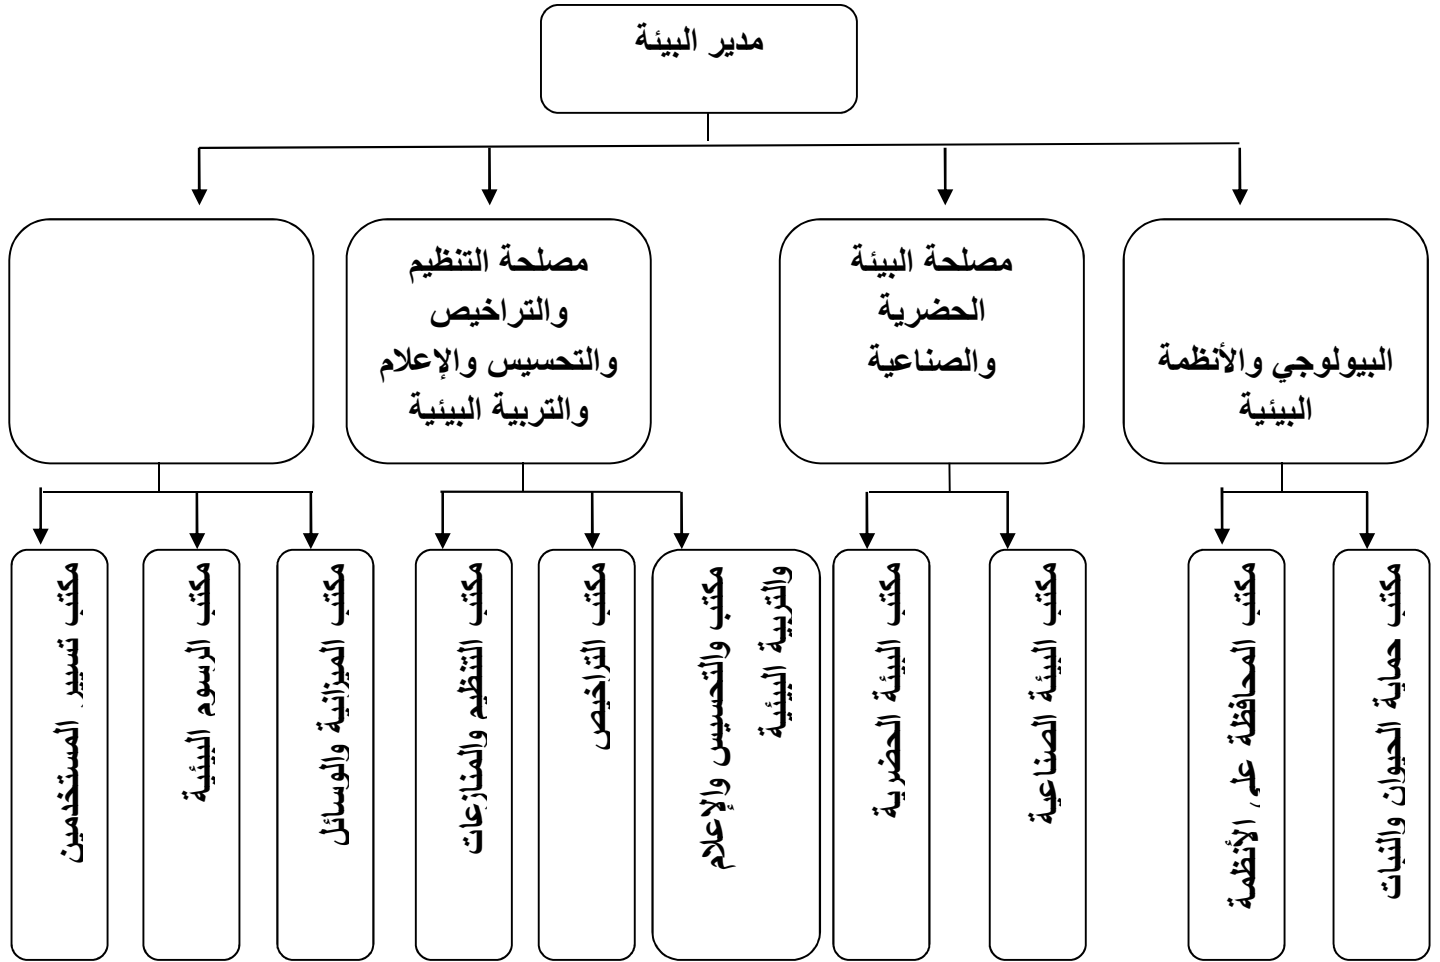 مدير البيئة
البيولوجي والأنظمة
البيئية
مصلحة البيئة
الحضرية
والصناعية
مصلحة التنظيم
والتراخيص
والتحسيس والإعلام
والتربية البيئية
مكتب حماية الحيوان والنبات
مكتب المحافظة على الأنظمة
مكتب البيئة الصناعية
مكتب البيئة الحضرية
مكتب والتحسيس والإعلام
والتربية البيئية
مكتب التراخيص
مكتب التنظيم والمنازعات
مكتب الميزانية والوسائل
مكتب الرسوم البيئية
مكتب تسيير المستخدمين